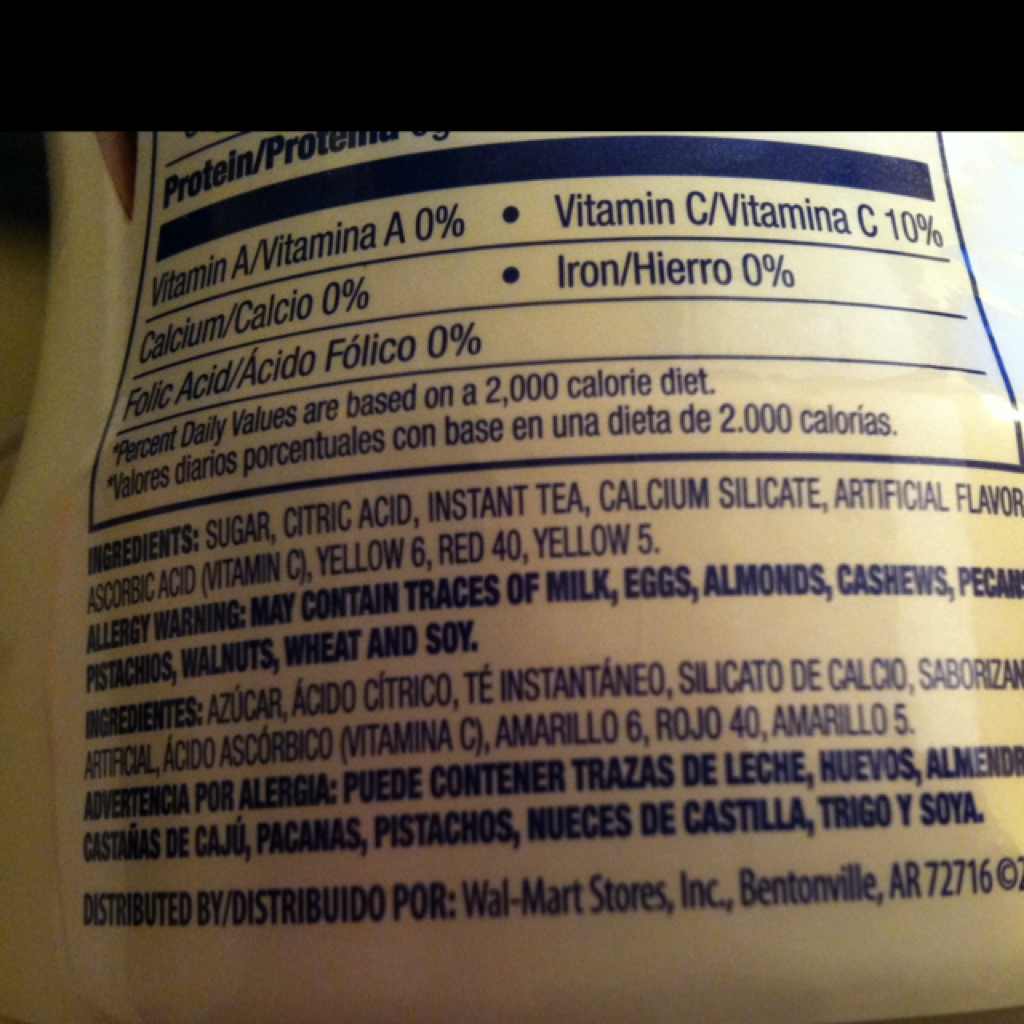 Protein/Proteína 0g
Vitamin A/Vitamina A 0% • Vitamin C/Vitamina C 10%
Calcium/Calcio 0% • Iron/Hierro 0%
Folic Acid/Ácido Fólico 0%
*Percent Daily Values are based on a 2,000 calorie diet.
*Valores diarios porcentuales con base en una dieta de 2.000 calorías.
INGREDIENTS: SUGAR, CITRIC ACID, INSTANT TEA, CALCIUM SILICATE, ARTIFICIAL FLAVOR
ASCORBIC ACID (VITAMIN C), YELLOW 6, RED 40, YELLOW 5.
ALLERGY WARNING: MAY CONTAIN TRACES OF MILK, EGGS, ALMONDS, CASHEWS, PECANS
PISTACHIOS, WALNUTS, WHEAT AND SOY.
INGREDIENTES: AZÚCAR, ÁCIDO CÍTRICO, TÉ INSTANTÁNEO, SILICATO DE CALCIO, SABORIZAN
ARTIFICIAL, ÁCIDO ASCÓRBICO (VITAMINA C), AMARILLO 6, ROJO 40, AMARILLO 5.
ADVERTENCIA POR ALERGIA: PUEDE CONTENER TRAZAS DE LECHE, HUEVOS, ALMENDR
CASTAÑAS DE CAJÚ, PACANAS, PISTACHOS, NUECES DE CASTILLA, TRIGO Y SOYA.
DISTRIBUTED BY/DISTRIBUIDO POR: Wal-Mart Stores, Inc., Bentonville, AR 72716 ©